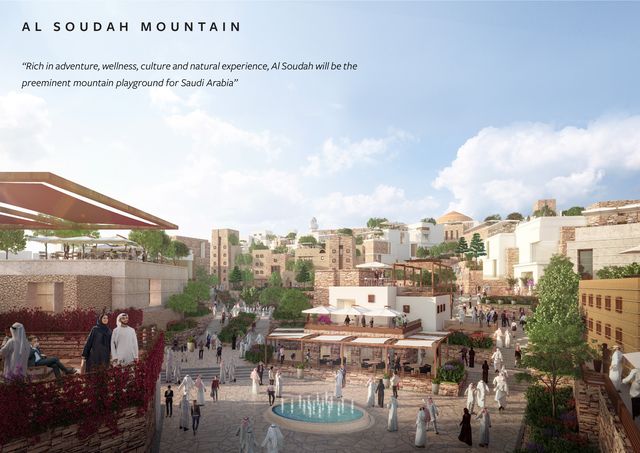 AL SOUDAH MOUNTAIN
“Rich in adventure, wellness, culture and natural experience, Al Soudah will be the
preeminent mountain playground for Saudi Arabia”